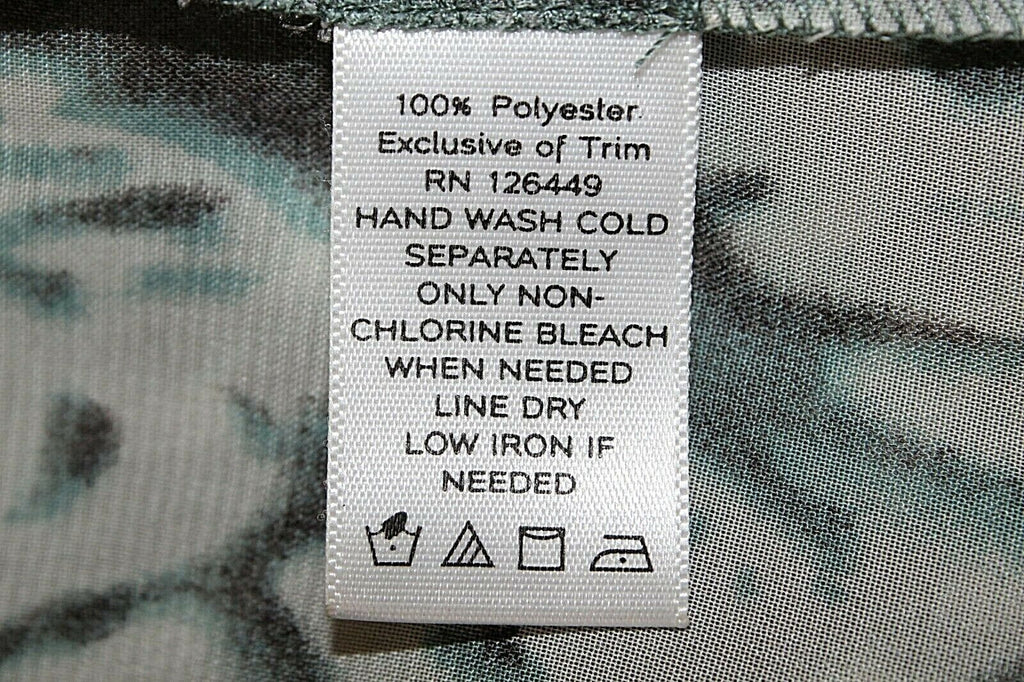 100% Polyester
Exclusive of Trim
RN 126449
HAND WASH COLD
SEPARATELY
ONLY NON-
CHLORINE BLEACH
WHEN NEEDED
LINE DRY
LOW IRON IF
NEEDED